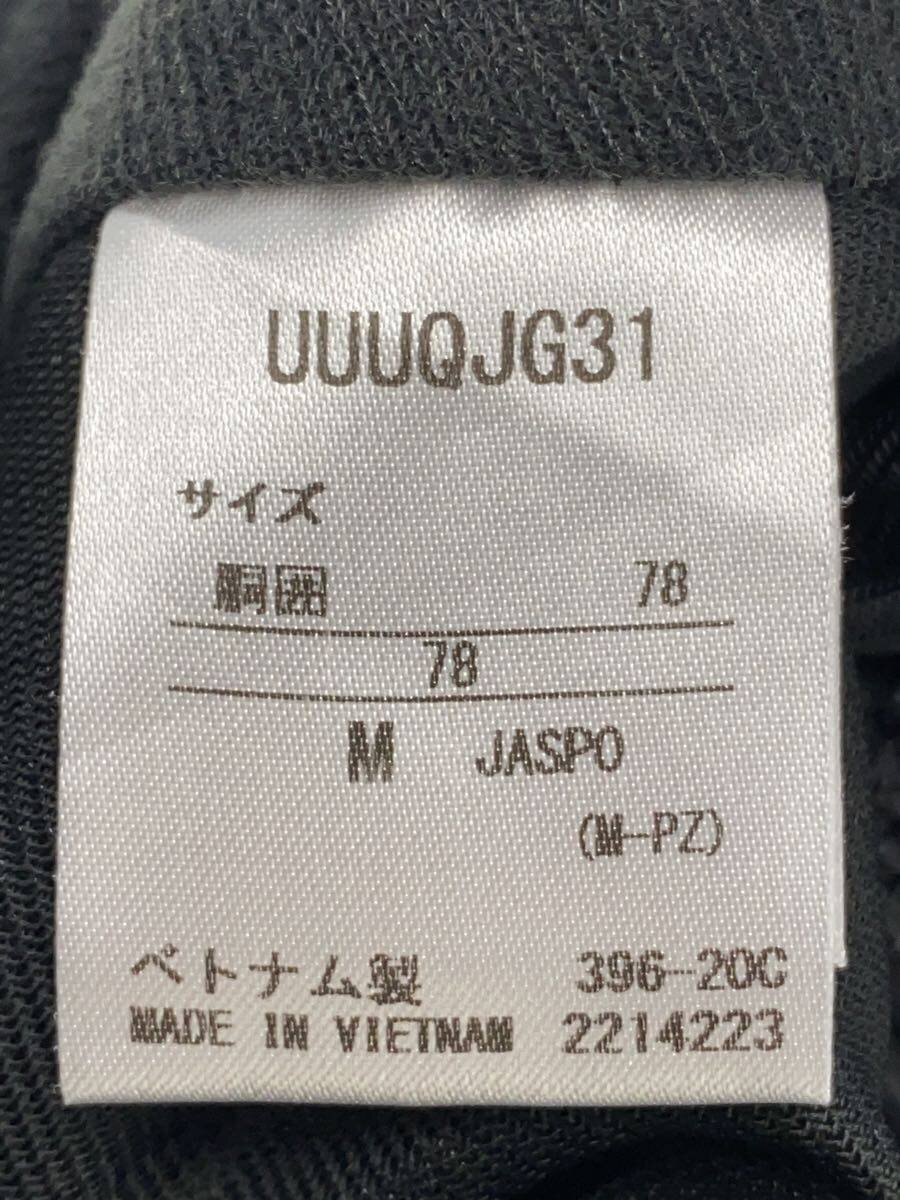 UUUQJG31
サイズ
胴囲 78
78
M JASPO
(M-PZ)
ベトナム製 396-20C
MADE IN VIETNAM 2214223